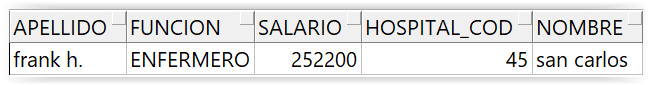 APELLIDO FUNCION SALARIO HOSPITAL_COD NOMBRE
frank h. ENFERMERO 252200 45 san carlos